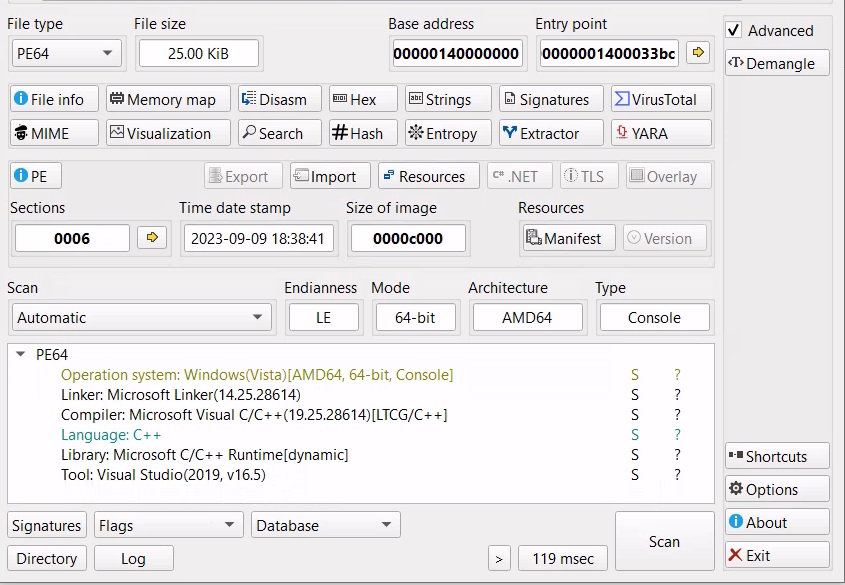 File type File size Base address Entry point
PE64 25.00 KiB 00000140000000 0000001400033bc
Advanced
Demangle
File info Memory map Disasm Hex Strings Signatures VirusTotal
MIME Visualization Search Hash Entropy Extractor YARA
PE Export Import Resources .NET TLS Overlay
Sections Time date stamp Size of image Resources
0006 2023-09-09 18:38:41 0000c000 Manifest Version
Scan Endianness Mode Architecture Type
Automatic LE 64-bit AMD64 Console
PE64
Operation system: Windows(Vista)[AMD64, 64-bit, Console] S ?
Linker: Microsoft Linker(14.25.28614) S ?
Compiler: Microsoft Visual C/C++(19.25.28614)[LTCG/C++] S ?
Language: C++ S ?
Library: Microsoft C/C++ Runtime[dynamic] S ?
Tool: Visual Studio(2019, v16.5) S ?
Shortcuts
Options
About
Exit
Signatures Flags Database Scan
Directory Log > 119 msec